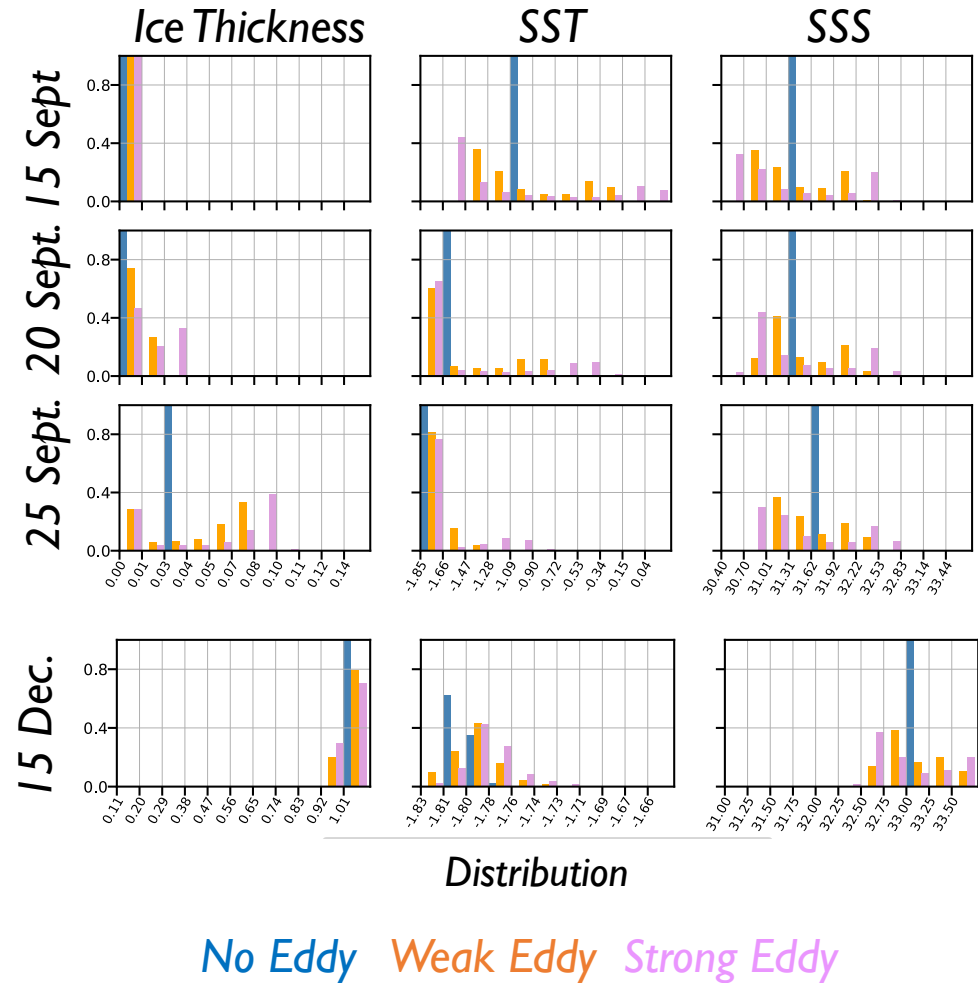 Ice Thickness SST SSS
15 Sept
0.8
0.4
0.0
20 Sept.
0.8
0.4
0.0
25 Sept.
0.8
0.4
0.0
0.00 0.01 0.03 0.04 0.05 0.07 0.08 0.10 0.11 0.12 0.14
-1.85 -1.66 -1.47 -1.28 -1.09 -0.90 -0.72 -0.53 -0.34 -0.15 0.04
30.40 30.70 31.01 31.31 31.62 31.92 32.22 32.53 32.83 33.14 33.44
15 Dec.
0.8
0.4
0.0
0.11 0.20 0.29 0.38 0.47 0.56 0.65 0.74 0.83 0.92 1.01
-1.83 -1.81 -1.80 -1.78 -1.76 -1.74 -1.73 -1.71 -1.69 -1.67 -1.66
31.00 31.25 31.50 31.75 32.00 32.25 32.50 32.75 33.00 33.25 33.50
Distribution
No Eddy Weak Eddy Strong Eddy